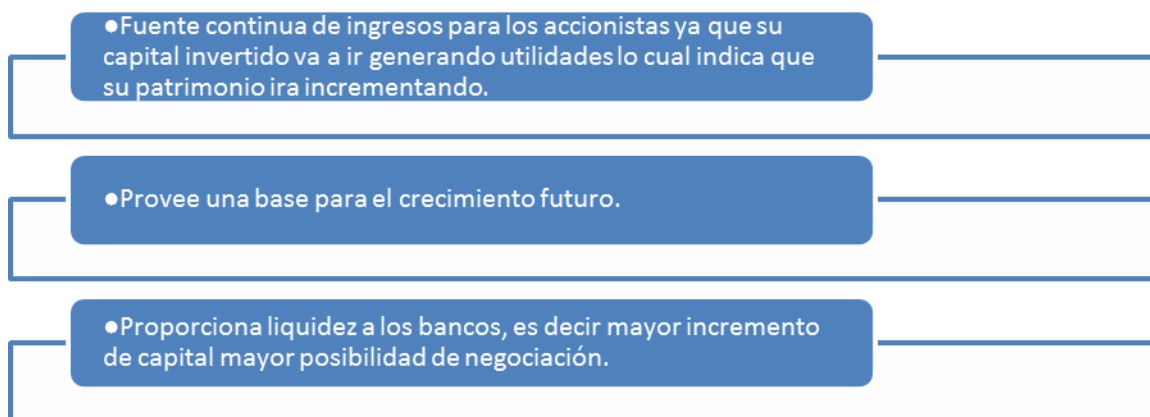 ●Fuente continua de ingresos para los accionistas ya que su
capital invertido va a ir generando utilidades lo cual indica que
su patrimonio ira incrementando.
●Provee una base para el crecimiento futuro.
●Proporciona liquidez a los bancos, es decir mayor incremento
de capital mayor posibilidad de negociación.